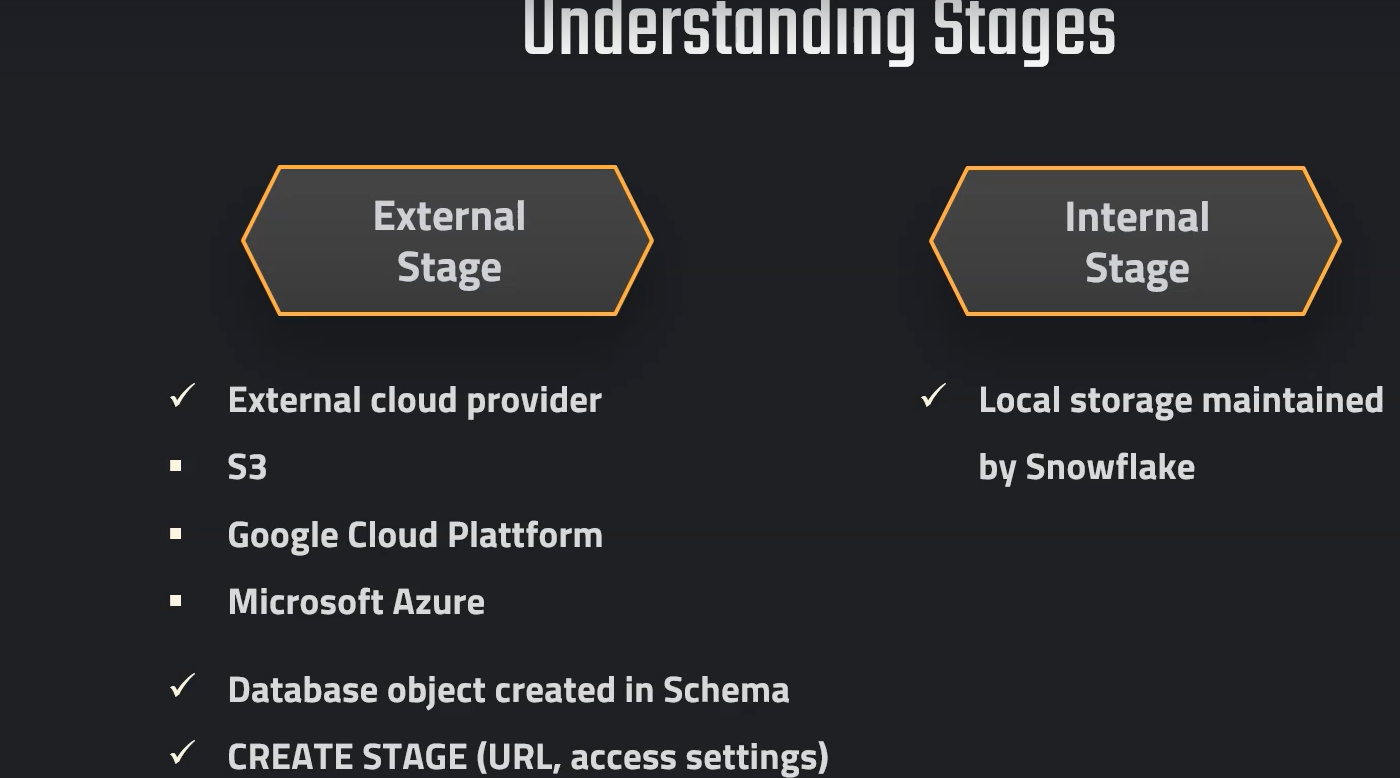 Understanding Stages
External
Stage
External cloud provider
S3
Google Cloud Plattform
Microsoft Azure
Database object created in Schema
CREATE STAGE (URL, access settings)
Internal
Stage
Local storage maintained
by Snowflake